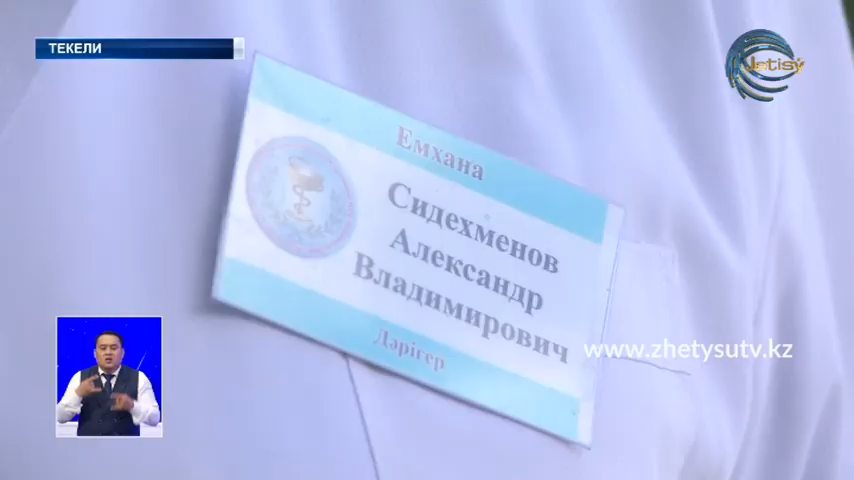 ТЕКЕЛИ
Jetisý
Емхана
Сидехменов
Александр
Владимирович
Дәрігер
www.zhetysutv.kz